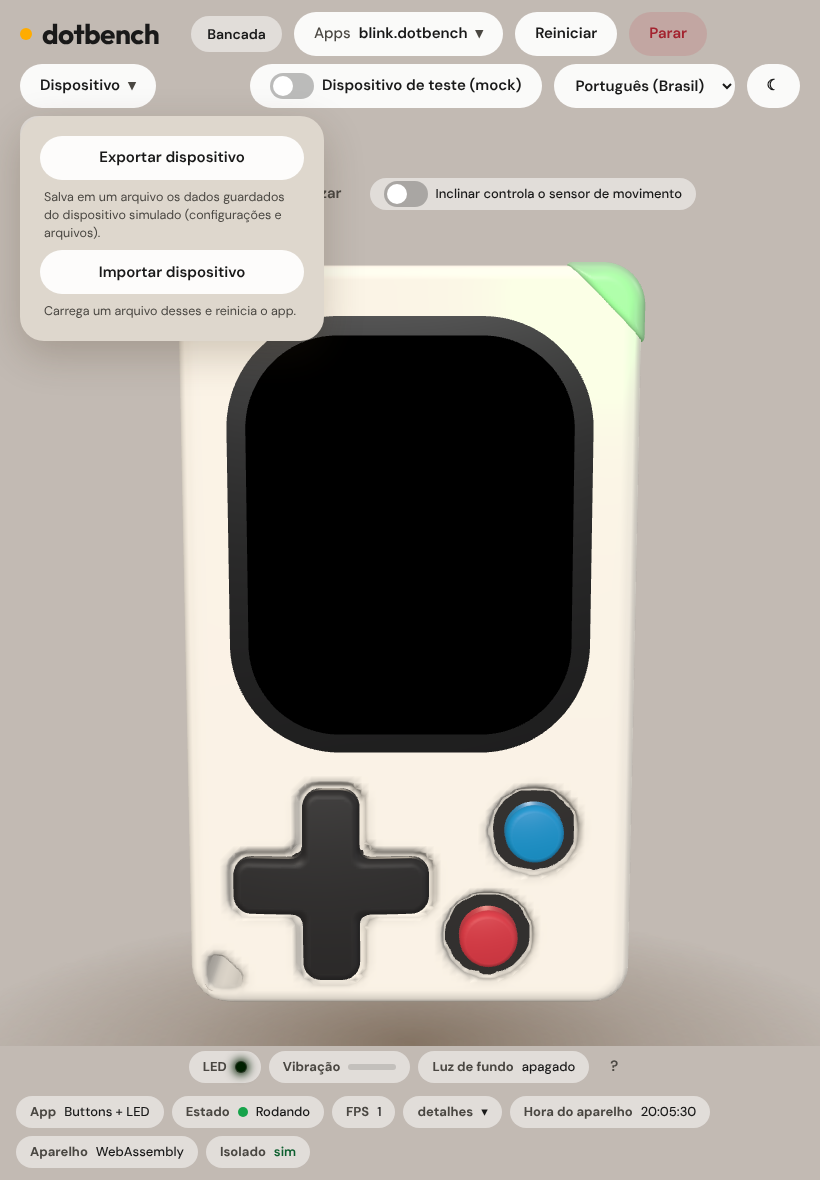 dotbench
Bancada
Apps blink.dotbench ▾
Reiniciar
Parar
Dispositivo ▾
Dispositivo de teste (mock)
Português (Brasil)
Exportar dispositivo
Salva em um arquivo os dados guardados
do dispositivo simulado (configurações e
arquivos).
Importar dispositivo
Carrega um arquivo desses e reinicia o app.
Inclinar controla o sensor de movimento
LED
Vibração
Luz de fundo apagado
?
App Buttons + LED
Estado Rodando
FPS 1
detalhes ▾
Hora do aparelho 20:05:30
Aparelho WebAssembly
Isolado sim